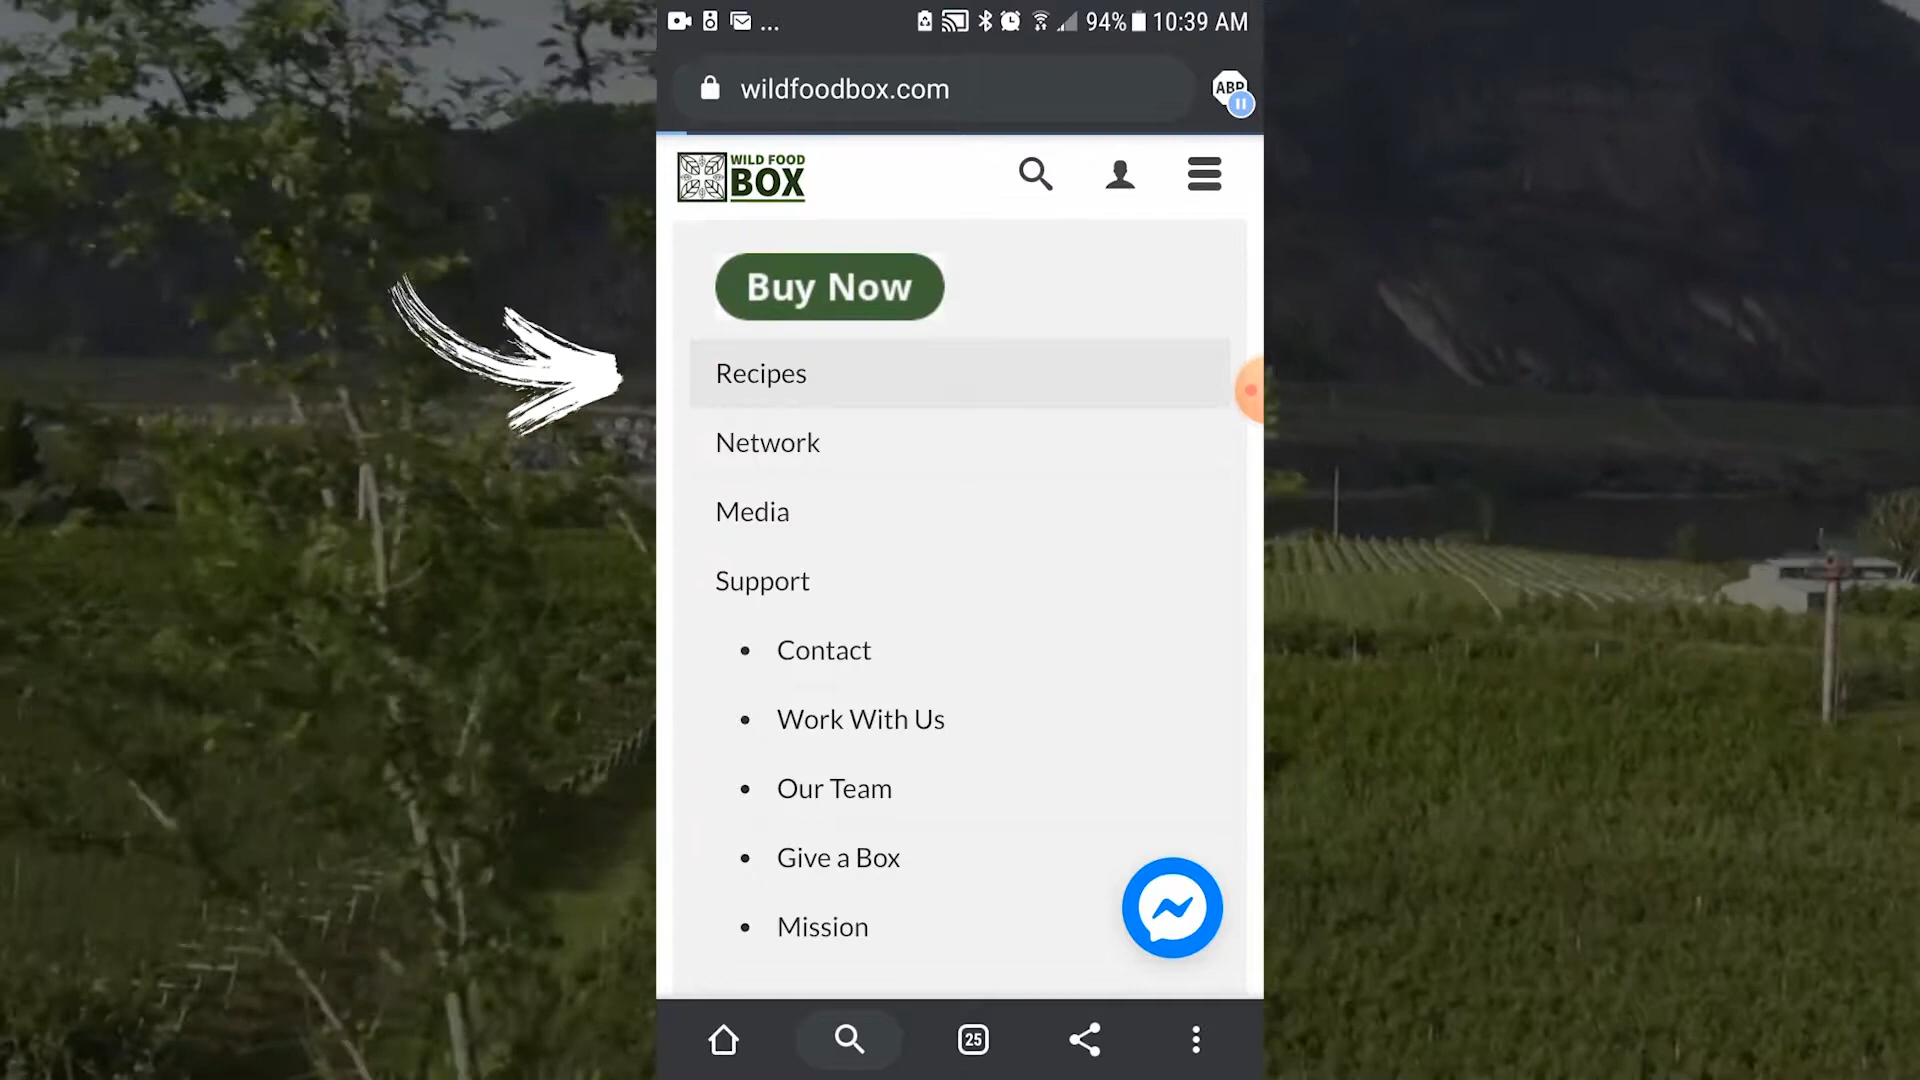 ... 94% 10:39 AM
wildfoodbox.com
ABP
WILD FOOD
BOX
Buy Now
Recipes
Network
Media
Support
• Contact
• Work With Us
• Our Team
• Give a Box
• Mission
25